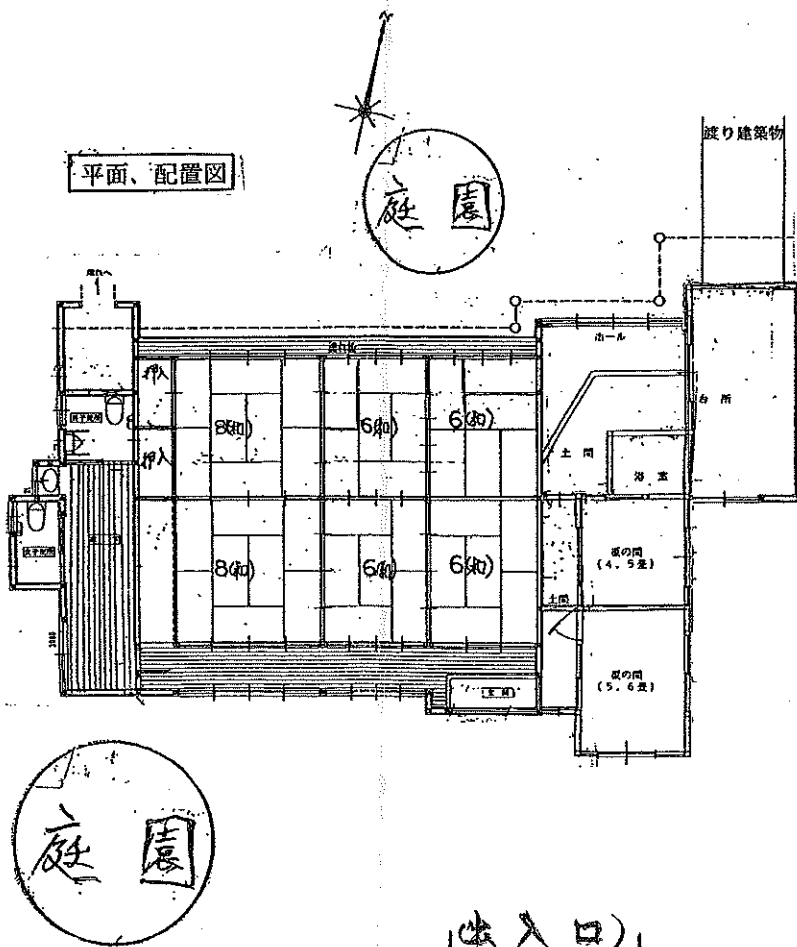 N
渡り建築物
平面、配置図
庭園
ホール
押入
8(和)
6(和)
6(和)
台所
土間
浴室
押入
板の間
(4.5畳)
8(和)
6(和)
6(和)
土間
板の間
(5.6畳)
玄関
庭園
(出入口)